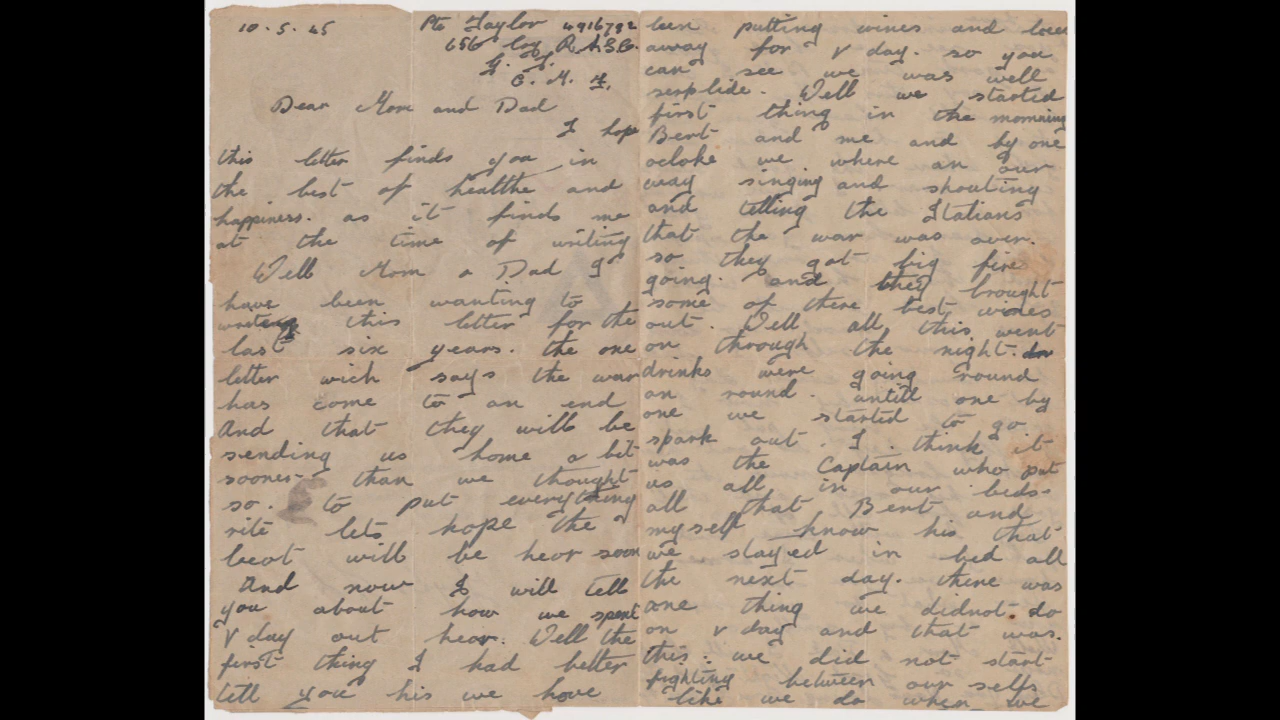 10.5.45 Pte Taylor 4916792
656 Coy R.A.S.C.
C.M.F.
Dear Mom and Dad
I hope
this letter finds you in
the best of healthe and
happiness. as it finds me
at the time of writing
Well Mom a Dad I
have been wanting to
this letter for the
last six years. the one
letter wich says the war
has come to an end
And that they will be
sending us home a bit
sooner than we thought
so. to put everything
rite lets hope the
beot will be hear soon
And now I will tell
you about how we spent
V day out hear. Well the
first thing I had better
tell you his we have
been putting wines and beer
away for V day. so you
can see we was well
serplide. Well we started
first thing in the morning
Bert and me and by one
ocloke we where an our
way singing and shouting
and telling the Itatians
that the war was over.
so they got big fires
going. and they brought
some of there best wines
out. Well all this went
on through the night.
drinks were going round
an round. antill one by
one we started to go
spark out. I think it
was the Captain who put
us all in our beds.
all that Bert and
myself know his that
we stayed in bed all
the next day. there was
one thing we didnot do
on V day and that was.
this. we did not start
fighting between our selfs
like we do when we